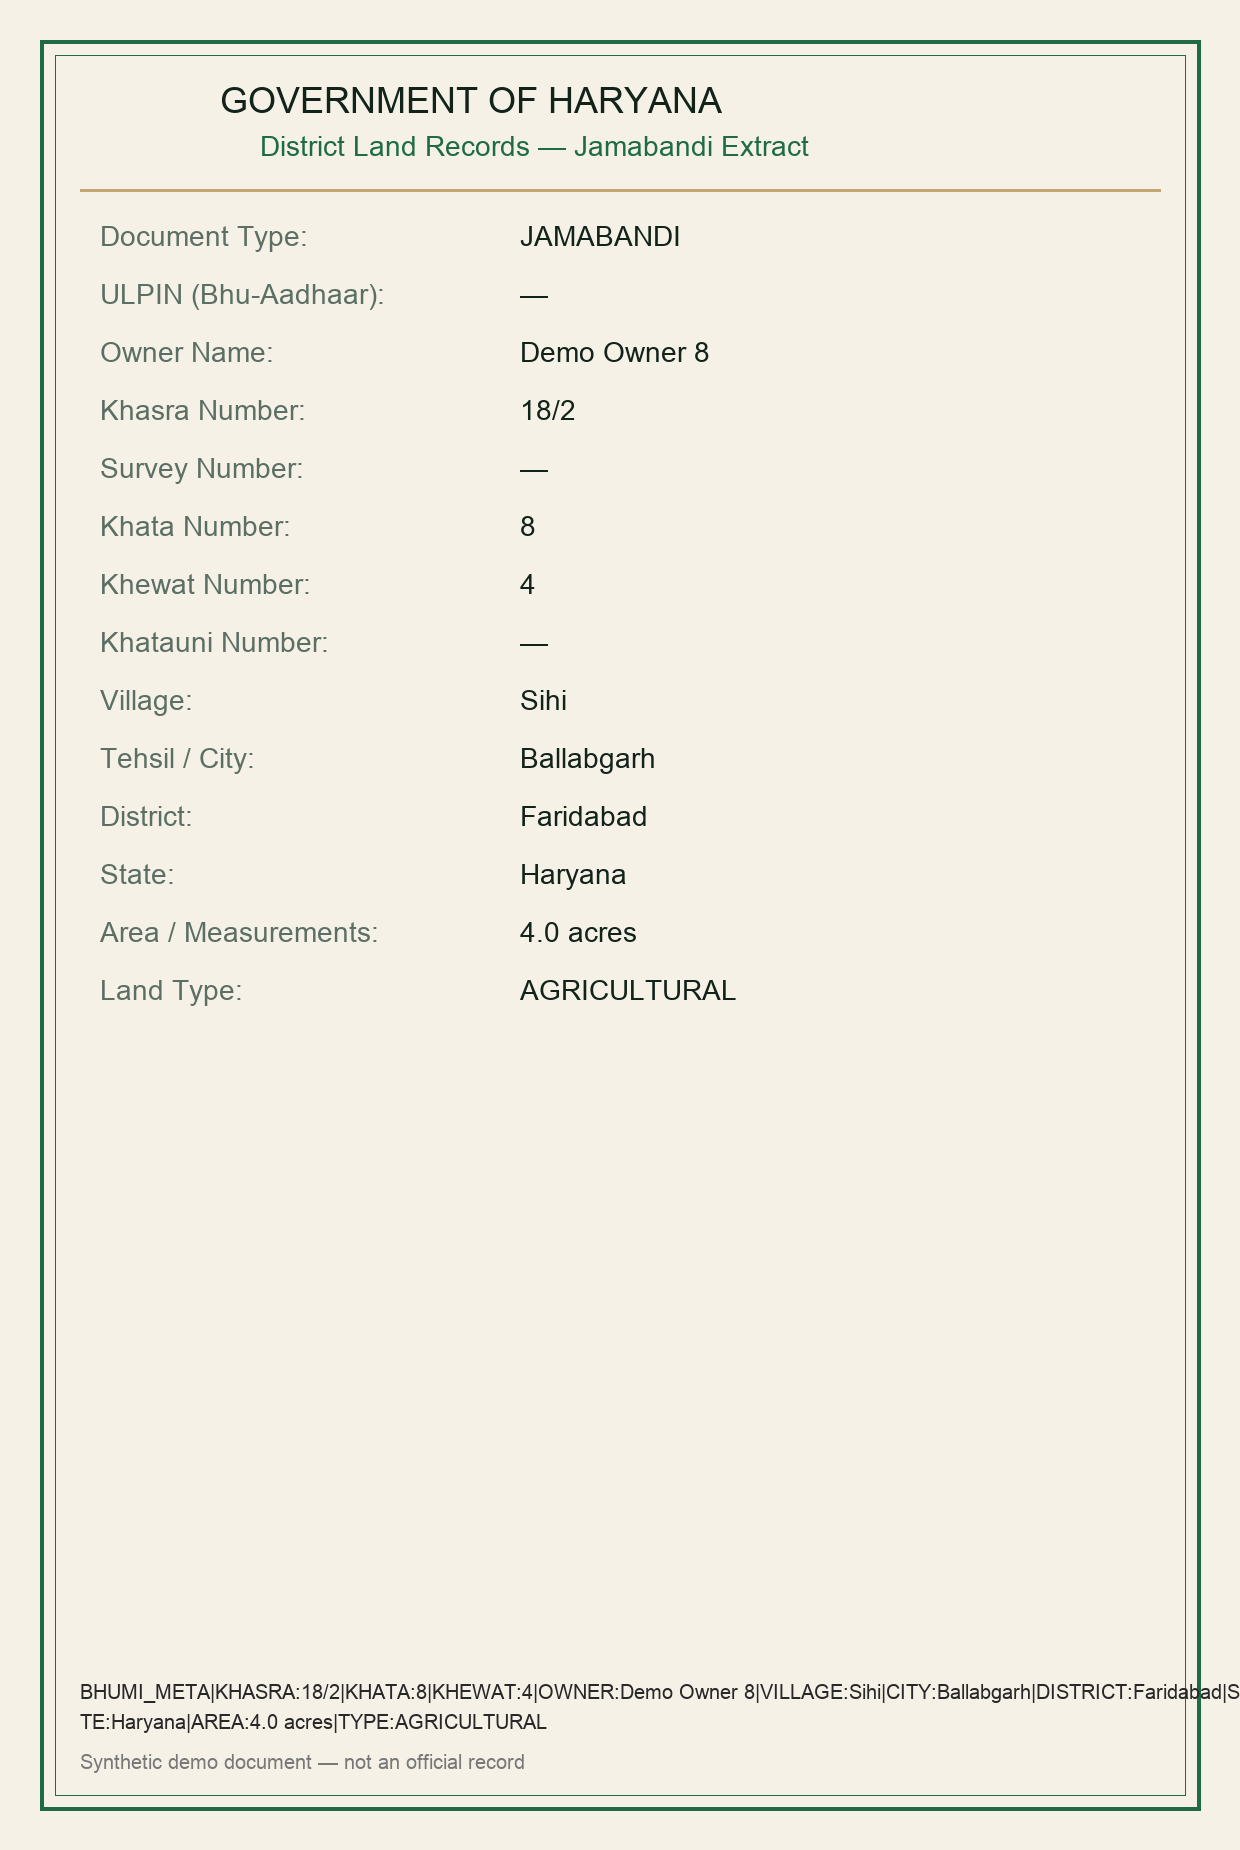 GOVERNMENT OF HARYANA
District Land Records — Jamabandi Extract
Document Type: JAMABANDI
ULPIN (Bhu-Aadhaar): —
Owner Name: Demo Owner 8
Khasra Number: 18/2
Survey Number: —
Khata Number: 8
Khewat Number: 4
Khatauni Number: —
Village: Sihi
Tehsil / City: Ballabgarh
District: Faridabad
State: Haryana
Area / Measurements: 4.0 acres
Land Type: AGRICULTURAL
BHUMI_META|KHASRA:18/2|KHATA:8|KHEWAT:4|OWNER:Demo Owner 8|VILLAGE:Sihi|CITY:Ballabgarh|DISTRICT:Faridabad|S
TE:Haryana|AREA:4.0 acres|TYPE:AGRICULTURAL
Synthetic demo document — not an official record